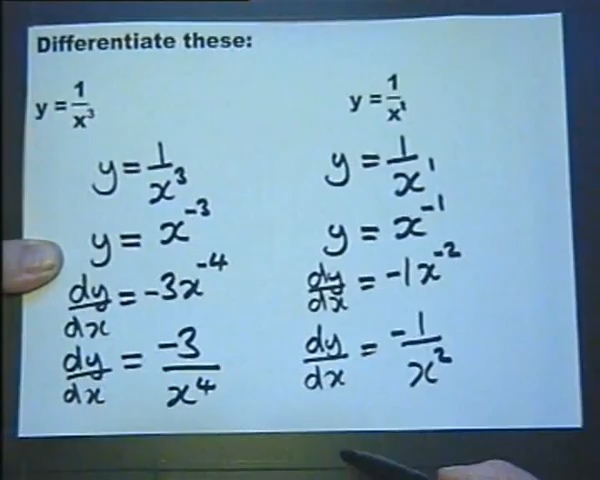 Differentiate these:
y = 1/x³
y = 1/x¹
y = 1/x³
y = x⁻³
dy/dx = -3x⁻⁴
dy/dx = -3/x⁴
y = 1/x¹
y = x⁻¹
dy/dx = -1x⁻²
dy/dx = -1/x²